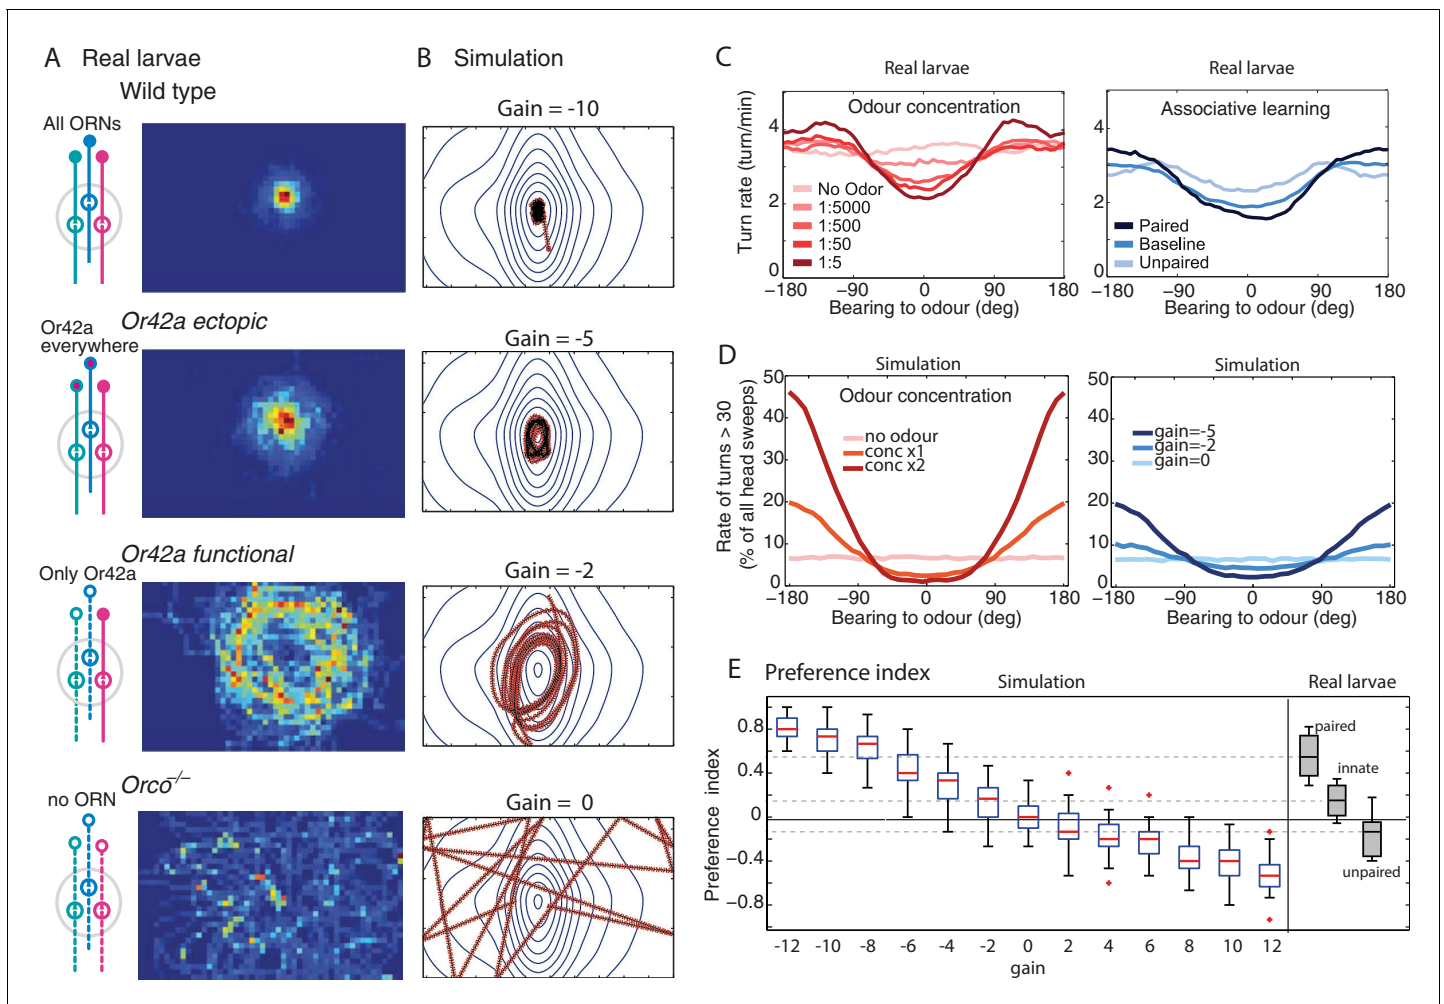 A Real larvae
Wild type
All ORNs
Or42a ectopic
Or42a
everywhere
Or42a functional
Only Or42a
Orco−/−
no ORN
B Simulation
Gain = -10
Gain = -5
Gain = -2
Gain = 0
C
Real larvae
Odour concentration
Turn rate (turn/min)
4
2
0
No Odor
1:5000
1:500
1:50
1:5
−180 −90 0 90 180
Bearing to odour (deg)
Real larvae
Associative learning
4
2
0
Paired
Baseline
Unpaired
−180 −90 0 90 180
Bearing to odour (deg)
D
Simulation
Odour concentration
Rate of turns > 30
(% of all head sweeps)
50
40
30
20
10
0
no odour
conc x1
conc x2
−180 −90 0 90 180
Bearing to odour (deg)
Simulation
50
40
30
20
10
0
gain=-5
gain=-2
gain=0
−180 −90 0 90 180
Bearing to odour (deg)
E Preference index
Simulation
Real larvae
Preference index
0.8
0.4
0
−0.4
−0.8
paired
innate
unpaired
-12 -10 -8 -6 -4 -2 0 2 4 6 8 10 12
gain